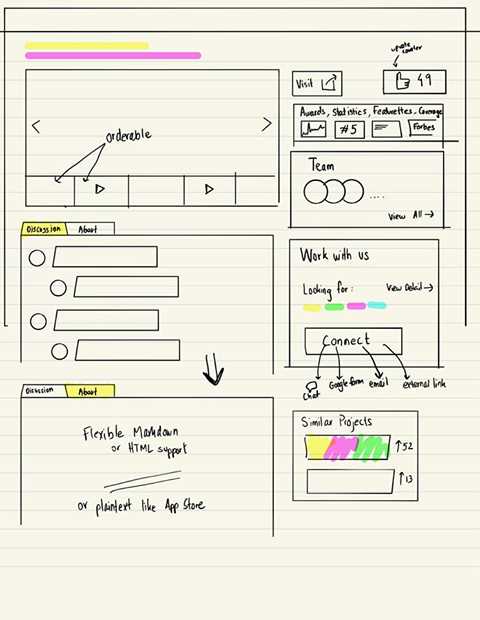 upvote
counter
Visit
49
Awards, Statistics, Featurettes, Coverage
#5
Forbes
orderable
Team
....
View All →
Discussion
About
Work with us
Looking for:
View Detail →
Connect
Chat
Google form
email
external link
Discussion
About
Flexible Markdown
or HTML support
or plaintext like App Store
Similar Projects
↑52
↑13